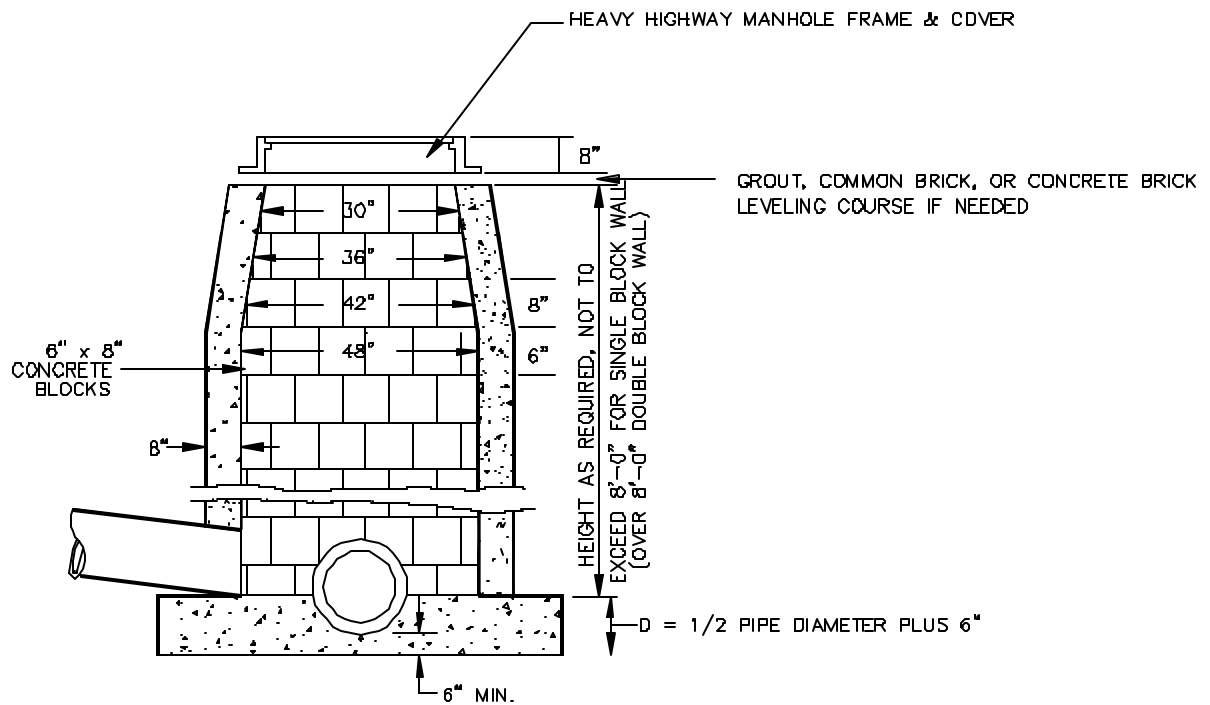 HEAVY HIGHWAY MANHOLE FRAME & COVER
8"
GROUT, COMMON BRICK, OR CONCRETE BRICK
LEVELING COURSE IF NEEDED
30"
36"
42"
8"
48"
6"
6" x 8"
CONCRETE
BLOCKS
8"
HEIGHT AS REQUIRED, NOT TO
EXCEED 8'-0" FOR SINGLE BLOCK WALL
(OVER 8'-0" DOUBLE BLOCK WALL)
D = 1/2 PIPE DIAMETER PLUS 6"
6" MIN.